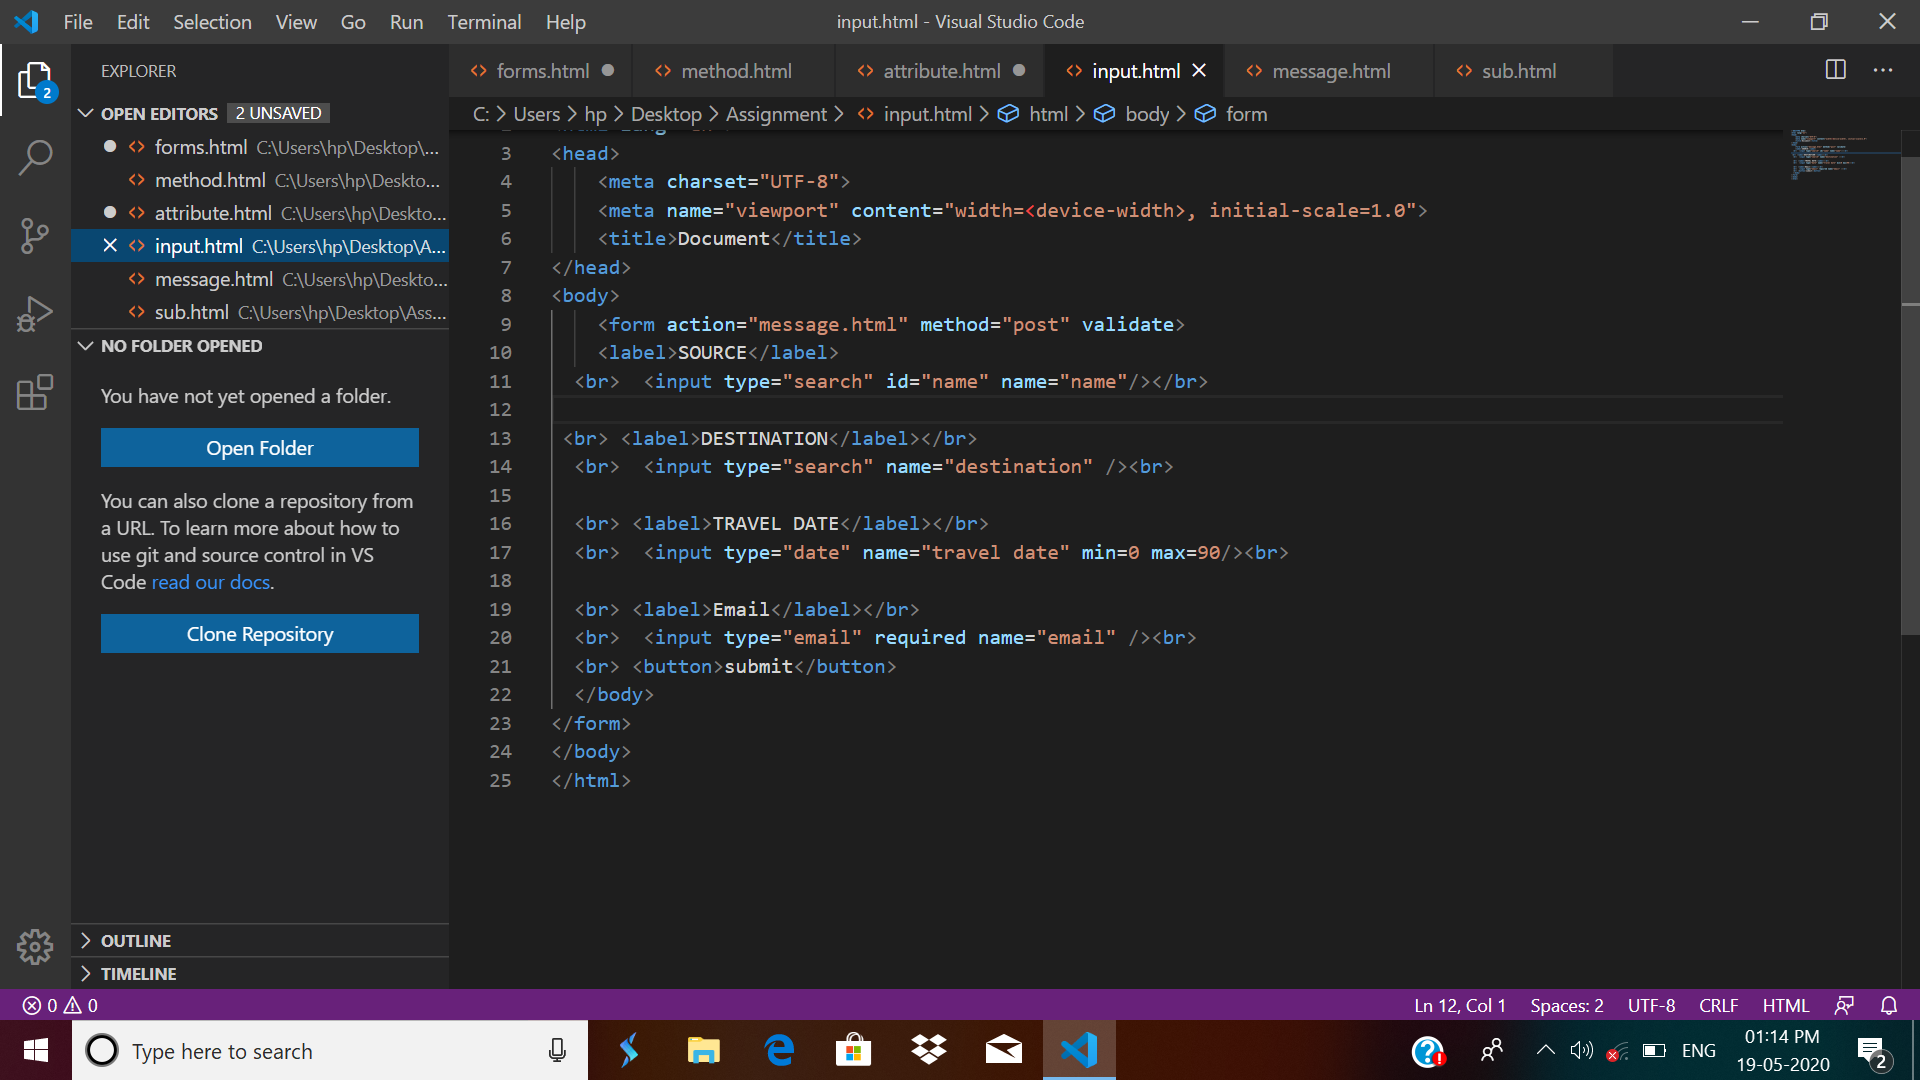 File Edit Selection View Go Run Terminal Help
input.html - Visual Studio Code
2
EXPLORER
OPEN EDITORS 2 UNSAVED
forms.html C:\Users\hp\Desktop\...
method.html C:\Users\hp\Deskto...
attribute.html C:\Users\hp\Deskto...
input.html C:\Users\hp\Desktop\A...
message.html C:\Users\hp\Deskto...
sub.html C:\Users\hp\Desktop\Ass...
NO FOLDER OPENED
You have not yet opened a folder.
Open Folder
You can also clone a repository from
a URL. To learn more about how to
use git and source control in VS
Code read our docs.
Clone Repository
OUTLINE
TIMELINE
forms.html method.html attribute.html input.html message.html sub.html
C: > Users > hp > Desktop > Assignment > input.html > html > body > form
3 <head>
4 <meta charset="UTF-8">
5 <meta name="viewport" content="width=<device-width>, initial-scale=1.0">
6 <title>Document</title>
7 </head>
8 <body>
9 <form action="message.html" method="post" validate>
10 <label>SOURCE</label>
11 <br> <input type="search" id="name" name="name"/></br>
12
13 <br> <label>DESTINATION</label></br>
14 <br> <input type="search" name="destination" /><br>
15
16 <br> <label>TRAVEL DATE</label></br>
17 <br> <input type="date" name="travel date" min=0 max=90/><br>
18
19 <br> <label>Email</label></br>
20 <br> <input type="email" required name="email" /><br>
21 <br> <button>submit</button>
22 </body>
23 </form>
24 </body>
25 </html>
0 0
Ln 12, Col 1 Spaces: 2 UTF-8 CRLF HTML
Type here to search
ENG
01:14 PM
19-05-2020
2